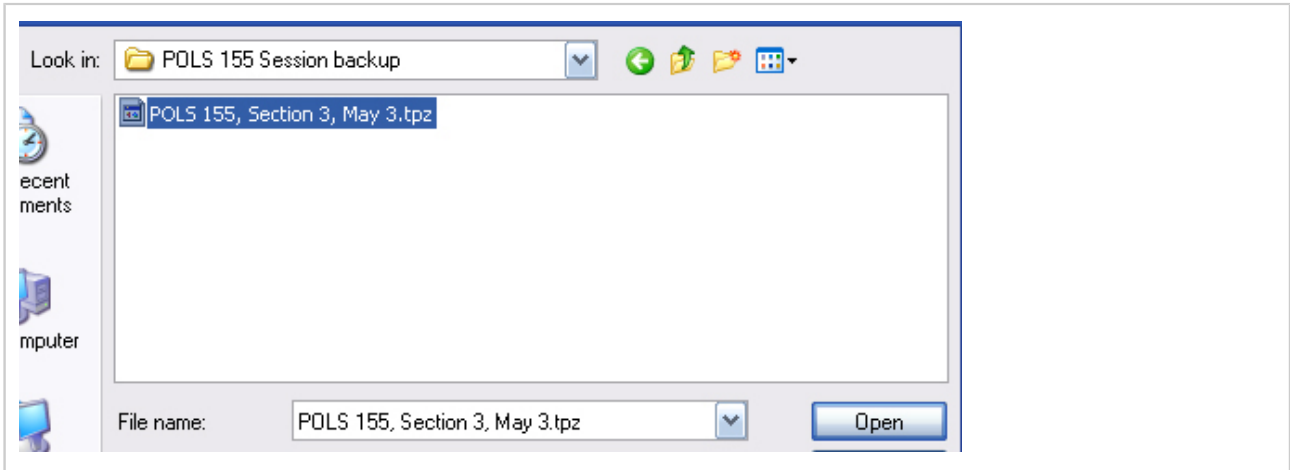 Look in: POLS 155 Session backup
POLS 155, Section 3, May 3.tpz
ecent
ments
mputer
File name: POLS 155, Section 3, May 3.tpz Open